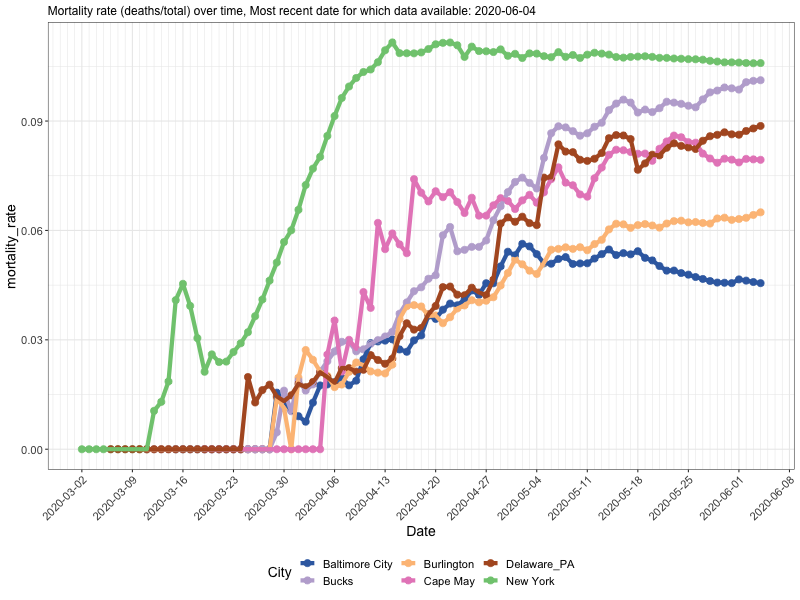 Mortality rate (deaths/total) over time, Most recent date for which data available: 2020-06-04
mortality_rate
0.09
0.06
0.03
0.00
2020-03-02
2020-03-09
2020-03-16
2020-03-23
2020-03-30
2020-04-06
2020-04-13
2020-04-20
2020-04-27
2020-05-04
2020-05-11
2020-05-18
2020-05-25
2020-06-01
2020-06-08
Date
City
Baltimore City
Burlington
Delaware_PA
Bucks
Cape May
New York